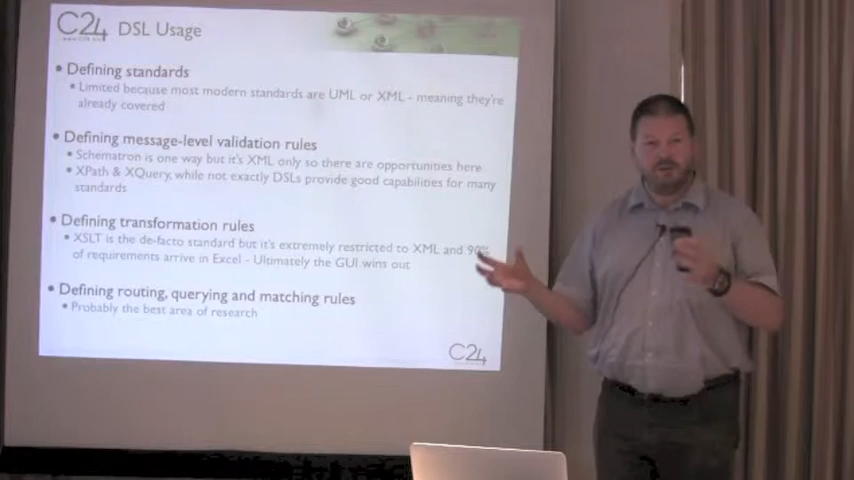 C24 DSL Usage
• Defining standards
• Limited because most modern standards are UML or XML - meaning they're
already covered
• Defining message-level validation rules
• Schematron is one way but it's XML only so there are opportunities here
• XPath & XQuery, while not exactly DSLs provide good capabilities for many
standards
• Defining transformation rules
• XSLT is the de-facto standard but it's extremely restricted to XML and 90%
of requirements arrive in Excel - Ultimately the GUI wins out
• Defining routing, querying and matching rules
• Probably the best area of research
C24